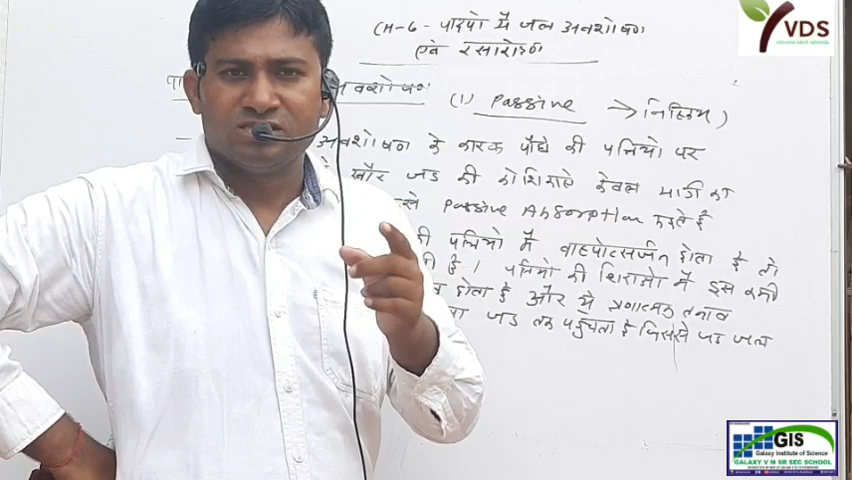 CH-6- पादपो मे जल अवशोषण
एवं रसारोहण
VDS
अवशोषण (1) Passive → निष्क्रिय)
अवशोषण के कारक पौधे की पत्तियो पर
और जड की कोशिकाऐ केवल मार्ग का
Passive Absorption कहते है
की पत्तियो मे वाष्पोत्सर्जन होता है तो
है। पत्तियो की शिराओ मे इस कमी
होता है और ये ऋणात्मक तनाव
जड तक पहुँचता है जिससे जड जल
GIS
Galaxy Institute of Science
GALAXY V M SR SEC SCHOOL